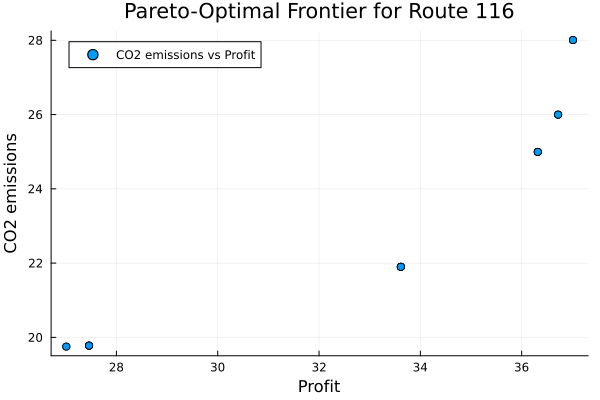 Pareto-Optimal Frontier for Route 116
CO2 emissions vs Profit
28
26
24
22
20
CO2 emissions
28 30 32 34 36
Profit